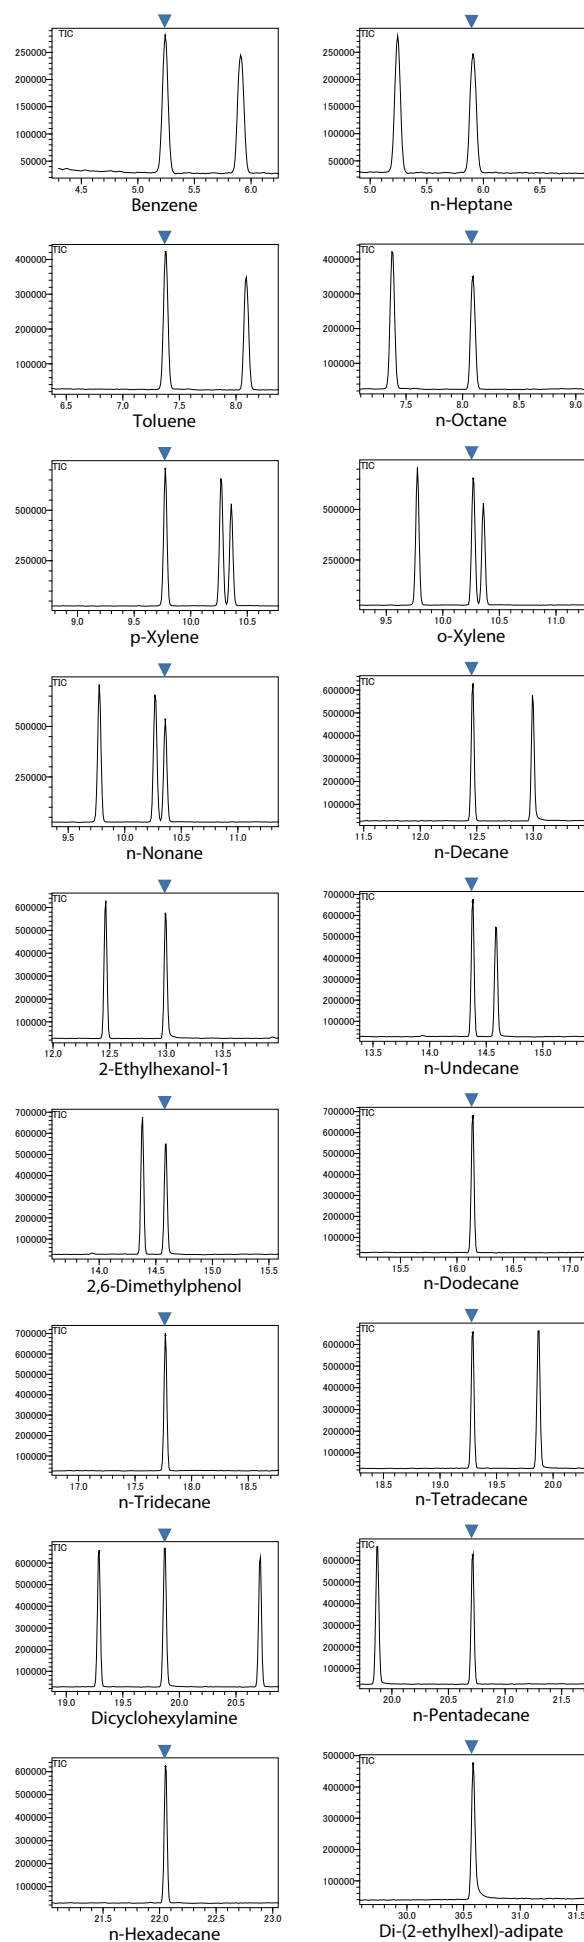 TIC
250000
200000
150000
100000
50000
4.5 5.0 5.5 6.0
Benzene
TIC
250000
200000
150000
100000
50000
5.0 5.5 6.0 6.5
n-Heptane
TIC
400000
300000
200000
100000
6.5 7.0 7.5 8.0
Toluene
TIC
400000
300000
200000
100000
7.5 8.0 8.5 9.0
n-Octane
TIC
500000
250000
9.0 9.5 10.0 10.5
p-Xylene
TIC
500000
250000
9.5 10.0 10.5 11.0
o-Xylene
TIC
500000
250000
9.5 10.0 10.5 11.0
n-Nonane
TIC
600000
500000
400000
300000
200000
100000
11.5 12.0 12.5 13.0
n-Decane
TIC
600000
500000
400000
300000
200000
100000
12.0 12.5 13.0 13.5
2-Ethylhexanol-1
TIC
700000
600000
500000
400000
300000
200000
100000
13.5 14.0 14.5 15.0
n-Undecane
TIC
700000
600000
500000
400000
300000
200000
100000
14.0 14.5 15.0 15.5
2,6-Dimethylphenol
TIC
700000
600000
500000
400000
300000
200000
100000
15.5 16.0 16.5 17.0
n-Dodecane
TIC
700000
600000
500000
400000
300000
200000
100000
17.0 17.5 18.0 18.5
n-Tridecane
TIC
600000
500000
400000
300000
200000
100000
18.5 19.0 19.5 20.0
n-Tetradecane
TIC
600000
500000
400000
300000
200000
100000
19.0 19.5 20.0 20.5
Dicyclohexylamine
TIC
600000
500000
400000
300000
200000
100000
20.0 20.5 21.0 21.5
n-Pentadecane
TIC
600000
500000
400000
300000
200000
100000
21.5 22.0 22.5 23.0
n-Hexadecane
TIC
500000
400000
300000
200000
100000
30.0 30.5 31.0 31.5
Di-(2-ethylhexl)-adipate